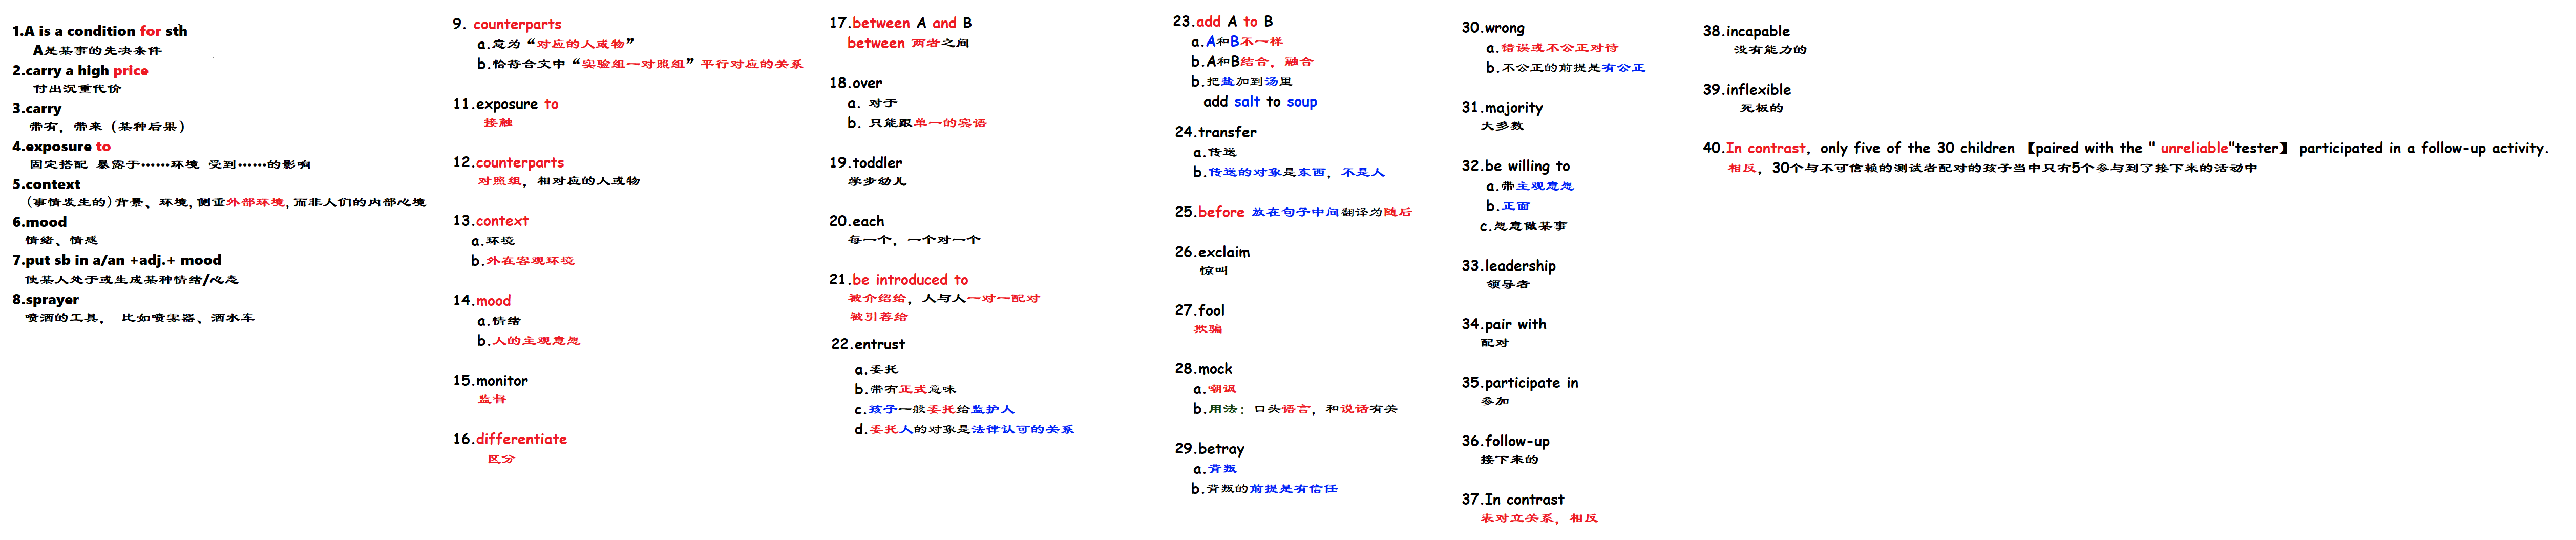 1.A is a condition for sth
A是某事的先决条件
2.carry a high price
付出沉重代价
3.carry
带有，带来（某种后果）
4.exposure to
固定搭配 暴露于……环境 受到……的影响
5.context
(事情发生的)背景、环境,侧重外部环境,而非人们的内部心境
6.mood
情绪、情感
7.put sb in a/an +adj.+ mood
使某人处于或生成某种情绪/心态
8.sprayer
喷洒的工具， 比如喷雾器、洒水车
9. counterparts
a.意为“对应的人或物”
b.恰符合文中“实验组一对照组”平行对应的关系
11.exposure to
接触
12.counterparts
对照组，相对应的人或物
13.context
a.环境
b.外在客观环境
14.mood
a.情绪
b.人的主观意愿
15.monitor
监督
16.differentiate
区分
17.between A and B
between 两者之间
18.over
a. 对于
b. 只能跟单一的宾语
19.toddler
学步幼儿
20.each
每一个，一个对一个
21.be introduced to
被介绍给，人与人一对一配对
被引荐给
22.entrust
a.委托
b.带有正式意味
c.孩子一般委托给监护人
d.委托人的对象是法律认可的关系
23.add A to B
a.A和B不一样
b.A和B结合，融合
b.把盐加到汤里
add salt to soup
24.transfer
a.传送
b.传送的对象是东西，不是人
25.before 放在句子中间翻译为随后
26.exclaim
惊叫
27.fool
欺骗
28.mock
a.嘲讽
b.用法：口头语言，和说话有关
29.betray
a.背叛
b.背叛的前提是有信任
30.wrong
a.错误或不公正对待
b.不公正的前提是有公正
31.majority
大多数
32.be willing to
a.带主观意愿
b.正面
c.愿意做某事
33.leadership
领导者
34.pair with
配对
35.participate in
参加
36.follow-up
接下来的
37.In contrast
表对立关系，相反
38.incapable
没有能力的
39.inflexible
死板的
40.In contrast，only five of the 30 children 【paired with the " unreliable"tester】 participated in a follow-up activity.
相反，30个与不可信赖的测试者配对的孩子当中只有5个参与到了接下来的活动中